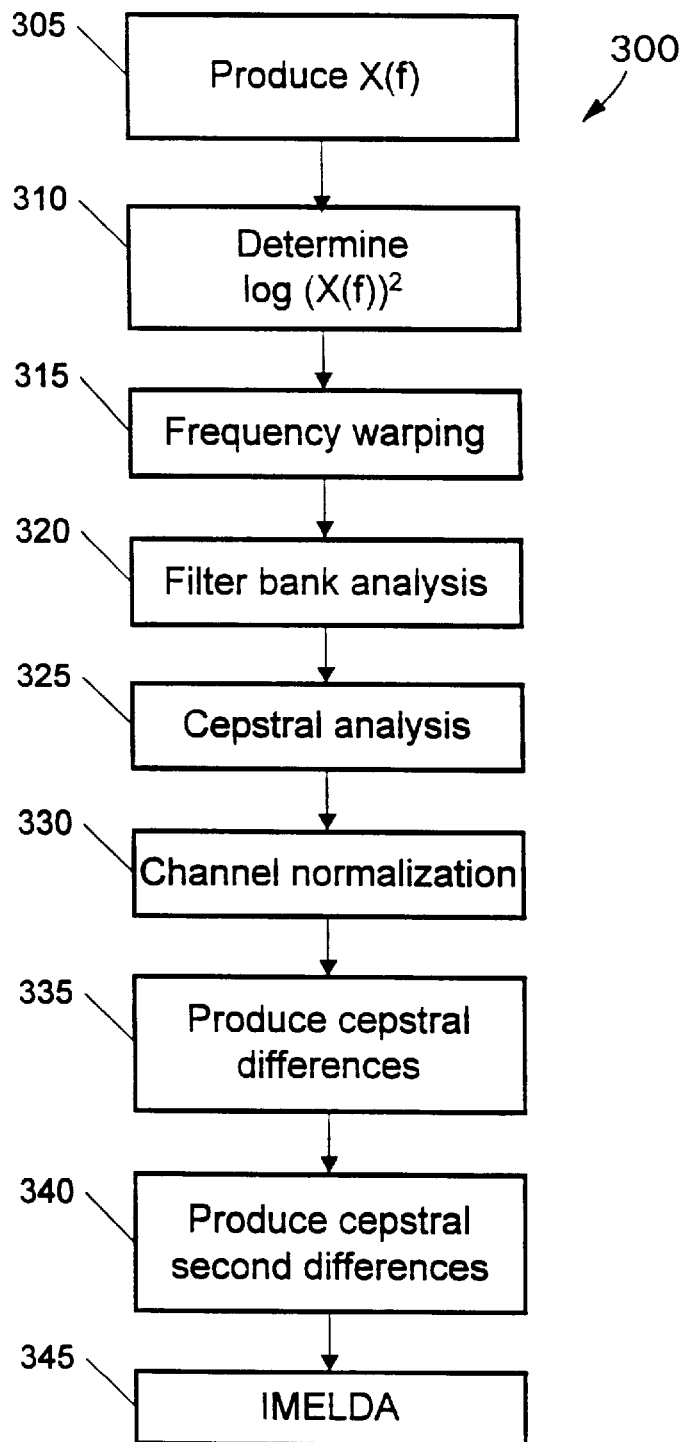 305
Produce X(f)
300
310
Determine
log (X(f))²
315
Frequency warping
320
Filter bank analysis
325
Cepstral analysis
330
Channel normalization
335
Produce cepstral
differences
340
Produce cepstral
second differences
345
IMELDA